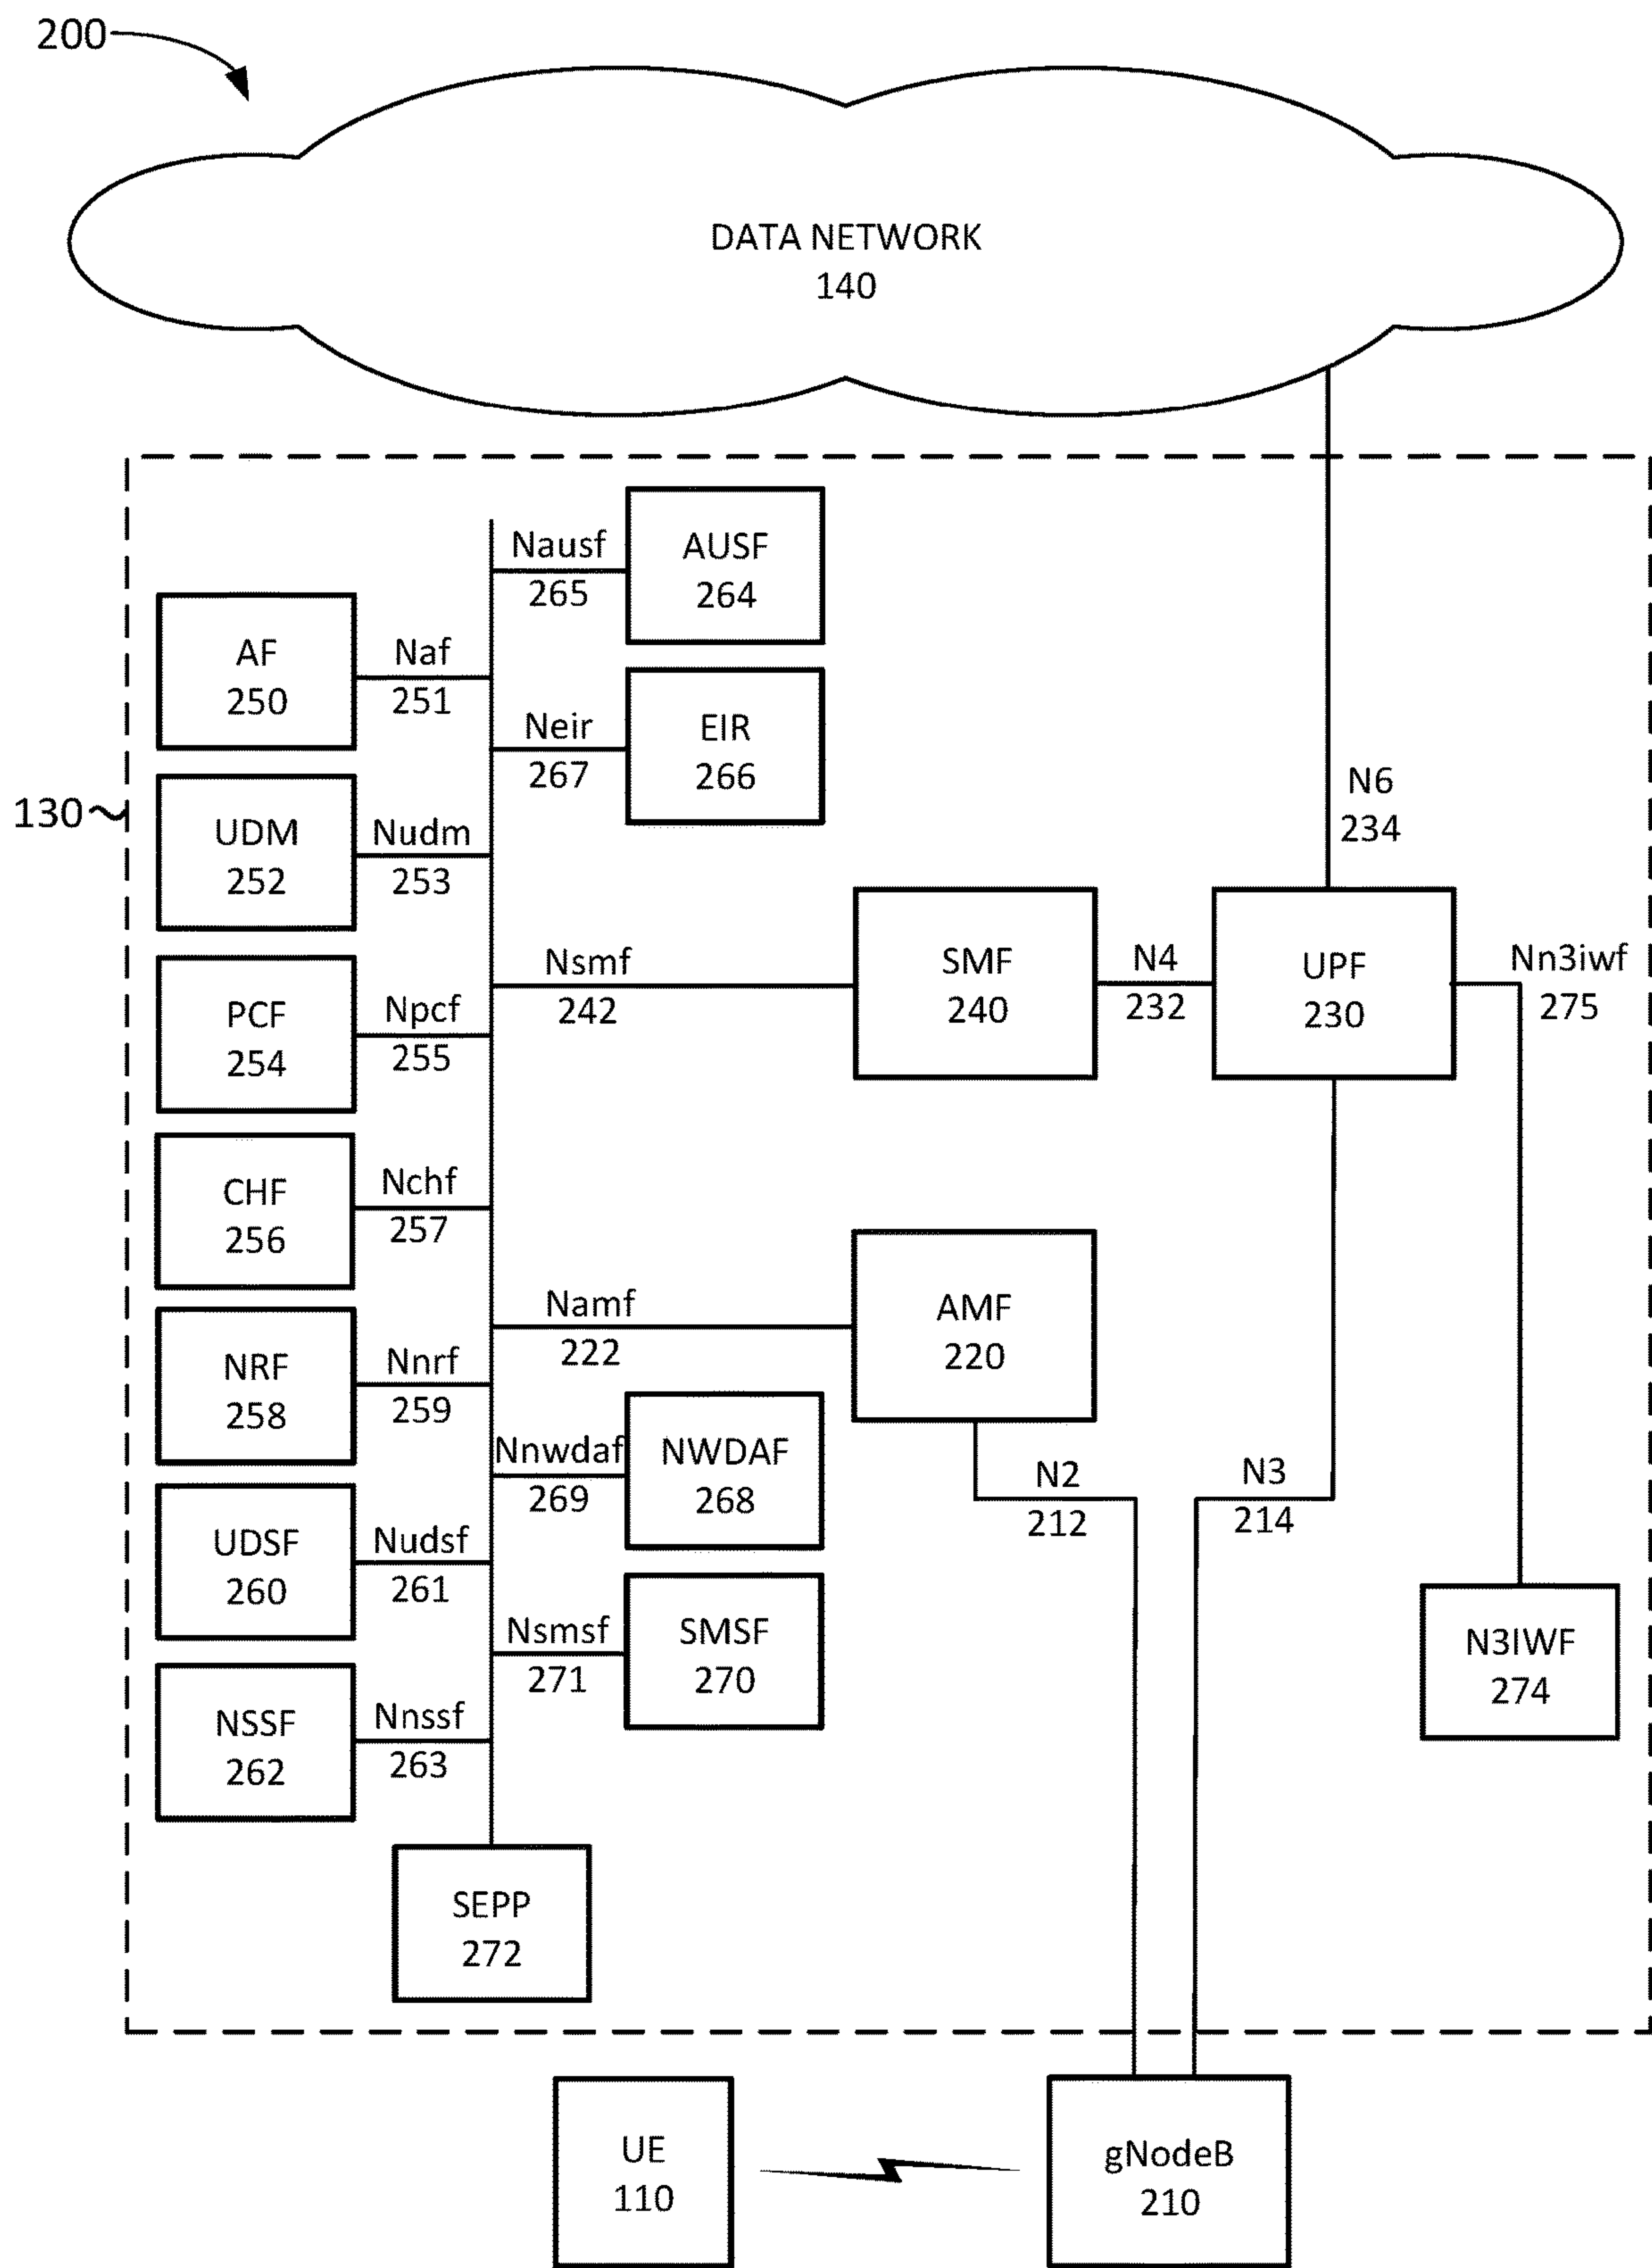 200
DATA NETWORK
140
130
Nausf
265
AUSF
264
AF
250
Naf
251
Neir
267
EIR
266
N6
234
UDM
252
Nudm
253
Nsmf
242
SMF
240
N4
232
UPF
230
Nn3iwf
275
PCF
254
Npcf
255
CHF
256
Nchf
257
Namf
222
AMF
220
NRF
258
Nnrf
259
Nnwdaf
269
NWDAF
268
N2
212
N3
214
UDSF
260
Nudsf
261
Nsmsf
271
SMSF
270
N3IWF
274
NSSF
262
Nnssf
263
SEPP
272
UE
110
gNodeB
210